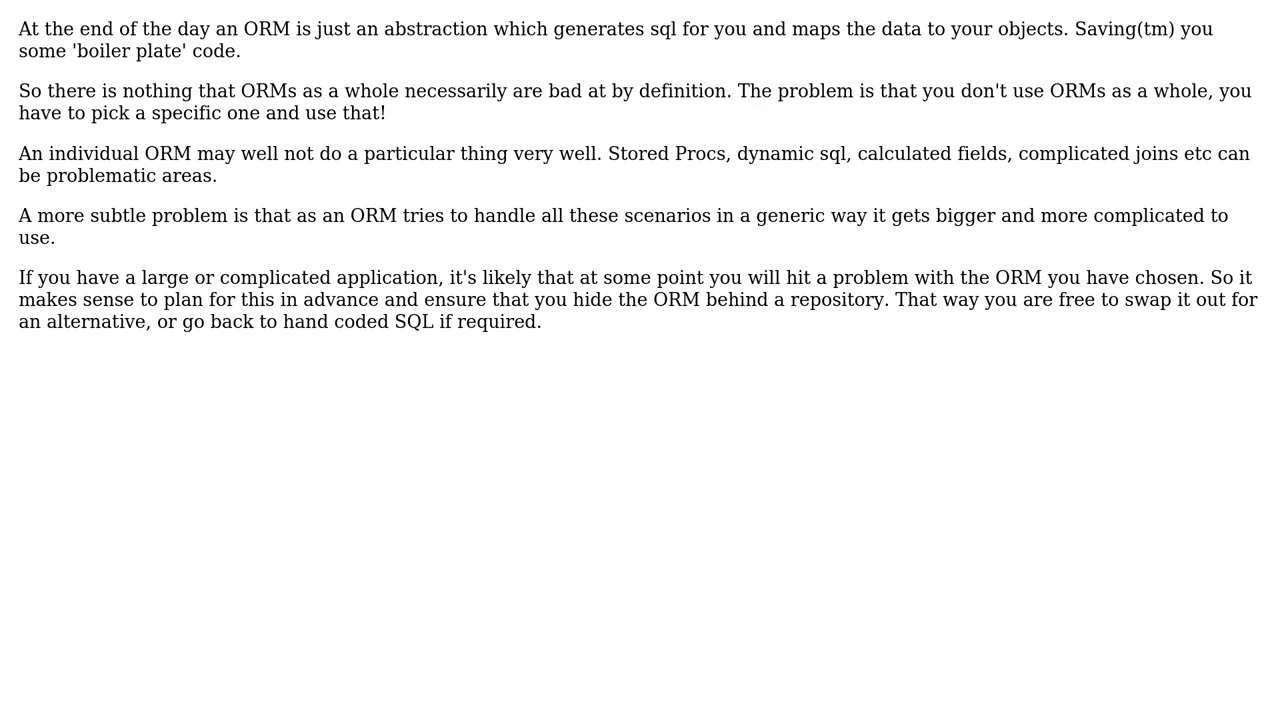 At the end of the day an ORM is just an abstraction which generates sql for you and maps the data to your objects. Saving(tm) you
some 'boiler plate' code.
So there is nothing that ORMs as a whole necessarily are bad at by definition. The problem is that you don't use ORMs as a whole, you
have to pick a specific one and use that!
An individual ORM may well not do a particular thing very well. Stored Procs, dynamic sql, calculated fields, complicated joins etc can
be problematic areas.
A more subtle problem is that as an ORM tries to handle all these scenarios in a generic way it gets bigger and more complicated to
use.
If you have a large or complicated application, it's likely that at some point you will hit a problem with the ORM you have chosen. So it
makes sense to plan for this in advance and ensure that you hide the ORM behind a repository. That way you are free to swap it out for
an alternative, or go back to hand coded SQL if required.